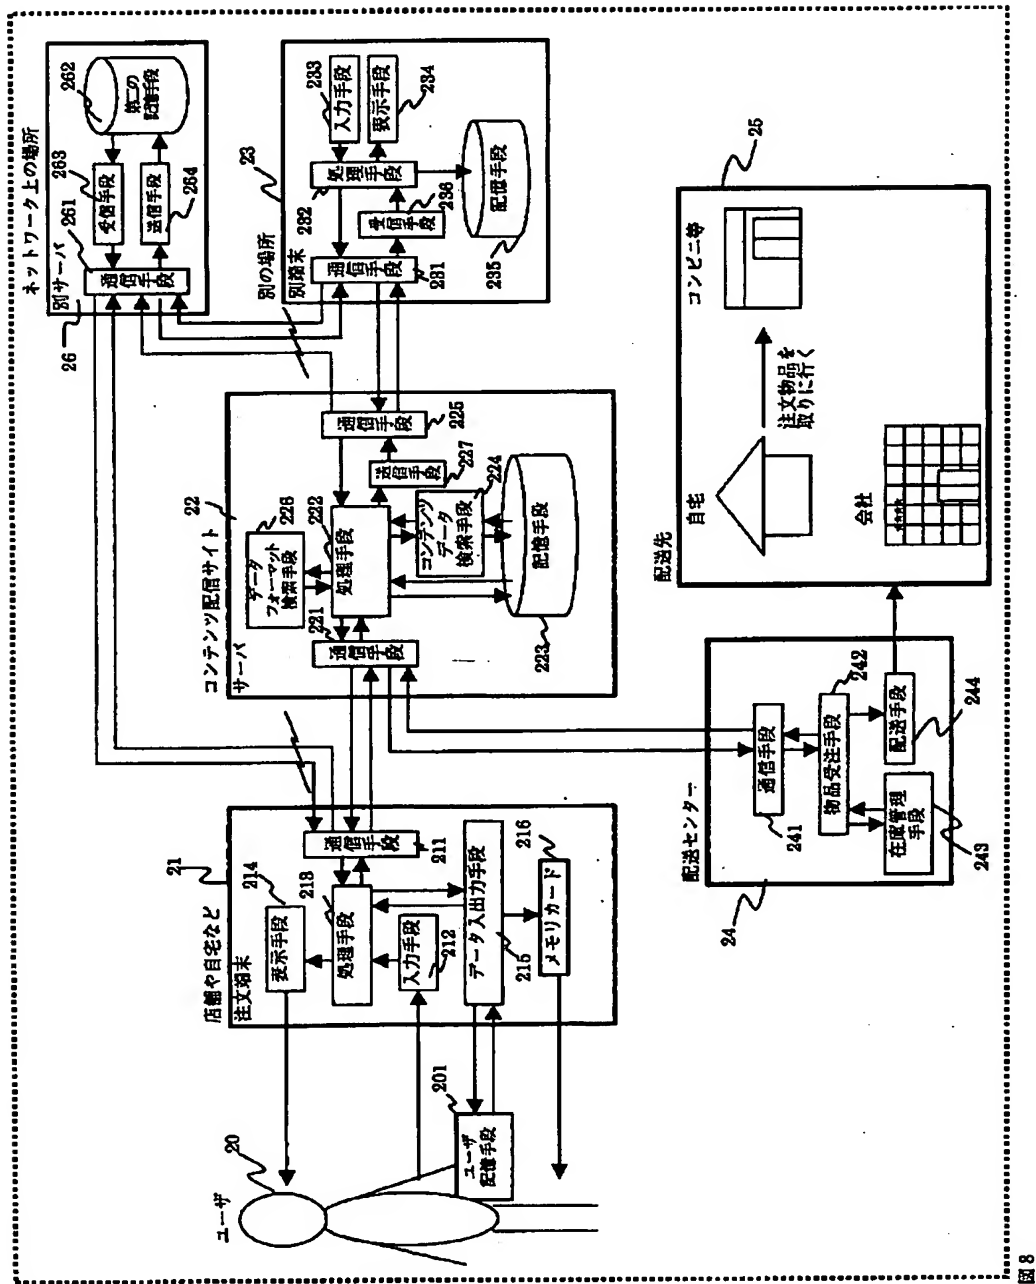 ユーザ
20
ユーザ
記憶手段
201
店舗や自宅など
注文端末
21
表示手段
214
処理手段
213
入力手段
212
通信手段
211
データ入出力手段
215
メモリカード
216
コンテンツ配信サイト
サーバ
22
データ
フォーマット
検索手段
226
通信手段
221
処理手段
222
コンテンツ
データ
検索手段
224
送信手段
227
通信手段
225
記憶手段
223
ネットワーク上の場所
別サーバ
26
通信手段
261
受信手段
263
送信手段
264
第二の
記憶手段
262
別の場所
別端末
23
通信手段
231
処理手段
232
受信手段
236
入力手段
233
表示手段
234
記憶手段
235
配送センター
24
通信手段
241
物品受注手段
242
在庫管理
手段
243
配送手段
244
配送先
25
自宅
注文物品を
取りに行く
コンビニ等
会社
図8